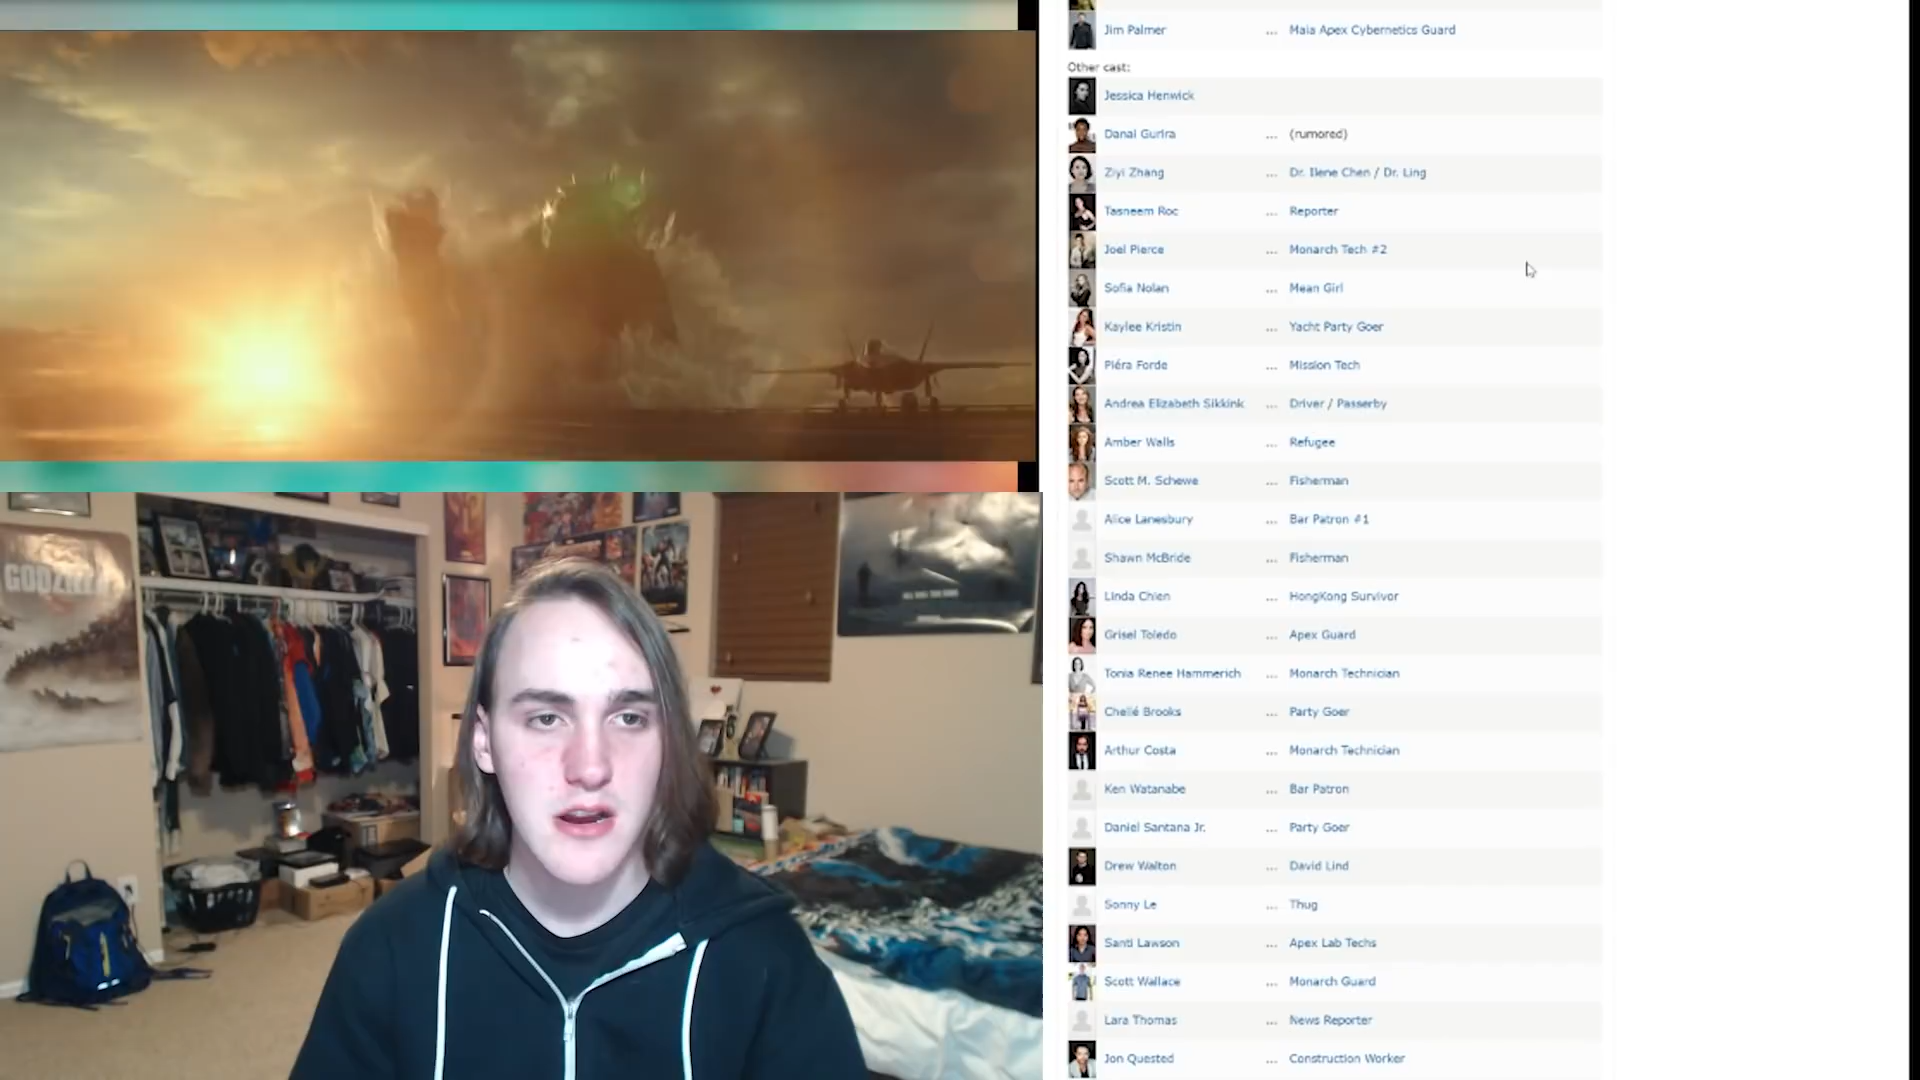 Jim Palmer ... Maia Apex Cybernetics Guard
Other cast:
Jessica Henwick
Danai Gurira ... (rumored)
Ziyi Zhang ... Dr. Ilene Chen / Dr. Ling
Tasneem Roc ... Reporter
Joel Pierce ... Monarch Tech #2
Sofia Nolan ... Mean Girl
Kaylee Kristin ... Yacht Party Goer
Piéra Forde ... Mission Tech
Andrea Elizabeth Sikkink ... Driver / Passerby
Amber Walls ... Refugee
Scott M. Schewe ... Fisherman
Alice Lanesbury ... Bar Patron #1
Shawn McBride ... Fisherman
Linda Chien ... HongKong Survivor
Grisel Toledo ... Apex Guard
Tonia Renee Hammerich ... Monarch Technician
Chelié Brooks ... Party Goer
Arthur Costa ... Monarch Technician
Ken Watanabe ... Bar Patron
Daniel Santana Jr. ... Party Goer
Drew Walton ... David Lind
Sonny Le ... Thug
Santi Lawson ... Apex Lab Techs
Scott Wallace ... Monarch Guard
Lara Thomas ... News Reporter
Jon Quested ... Construction Worker
GODZILLA